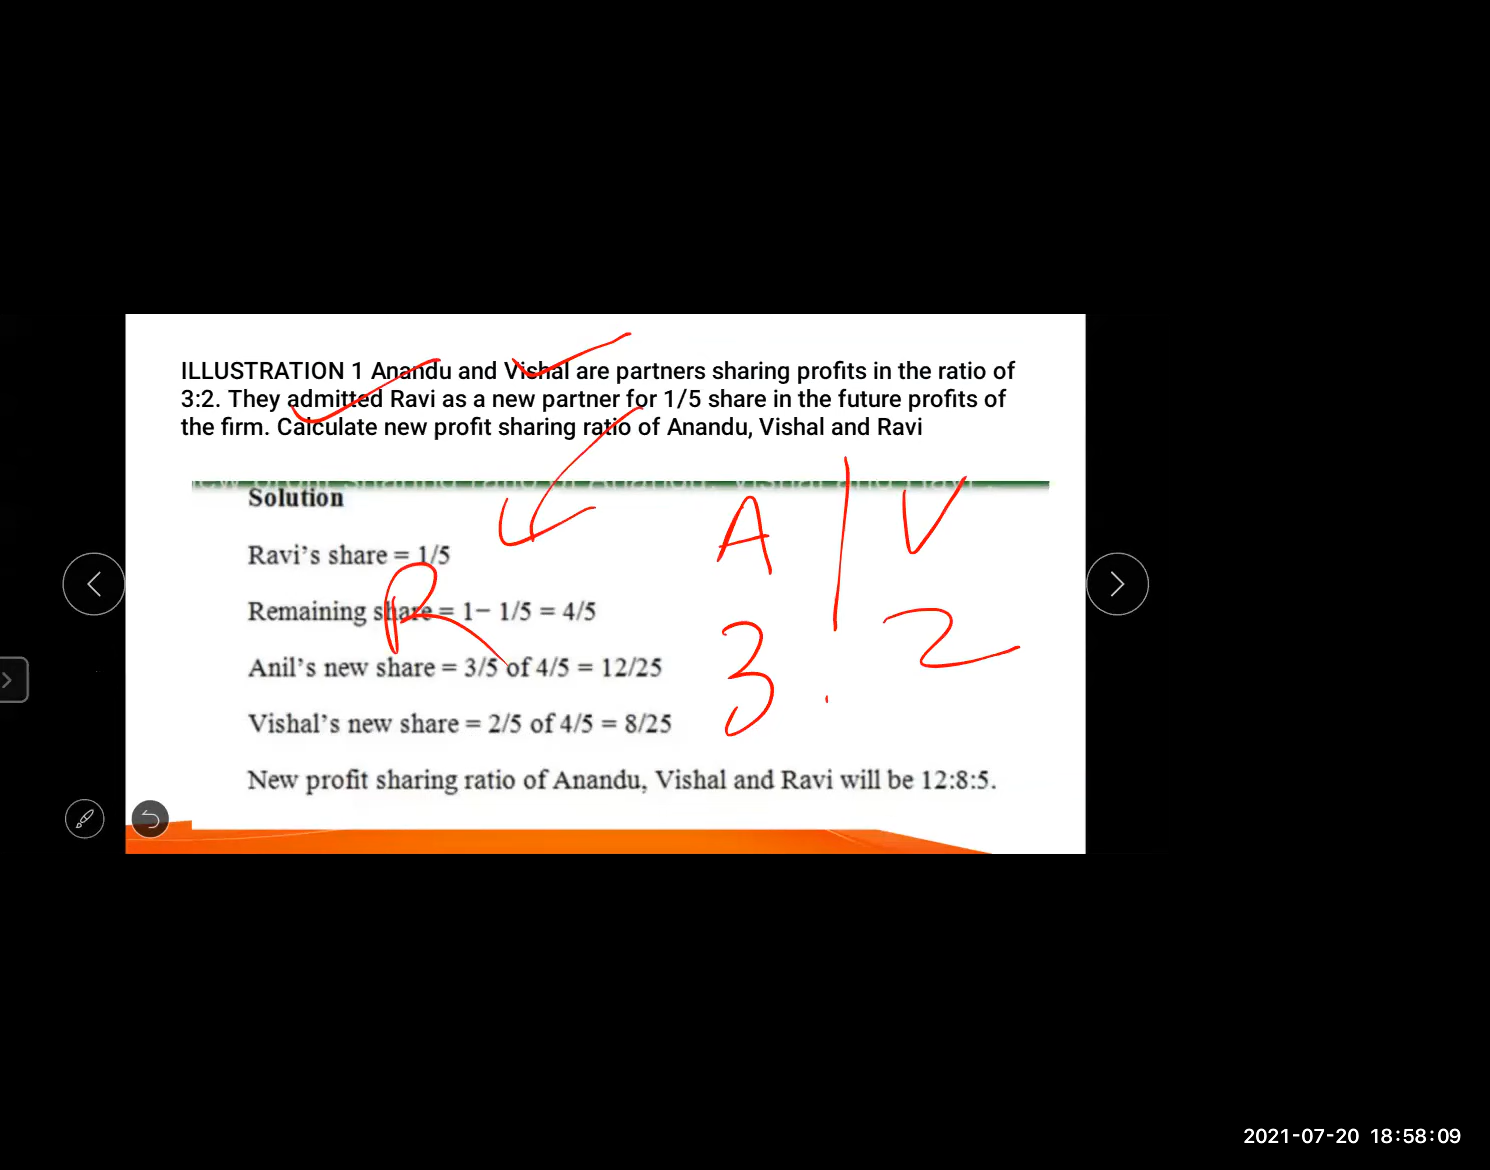 ILLUSTRATION 1 Anandu and Vishal are partners sharing profits in the ratio of
3:2. They admitted Ravi as a new partner for 1/5 share in the future profits of
the firm. Calculate new profit sharing ratio of Anandu, Vishal and Ravi
Solution
A V
Ravi's share = 1/5
R
Remaining share = 1− 1/5 = 4/5
3 2
Anil's new share = 3/5 of 4/5 = 12/25
Vishal's new share = 2/5 of 4/5 = 8/25
New profit sharing ratio of Anandu, Vishal and Ravi will be 12:8:5.
2021-07-20 18:58:09